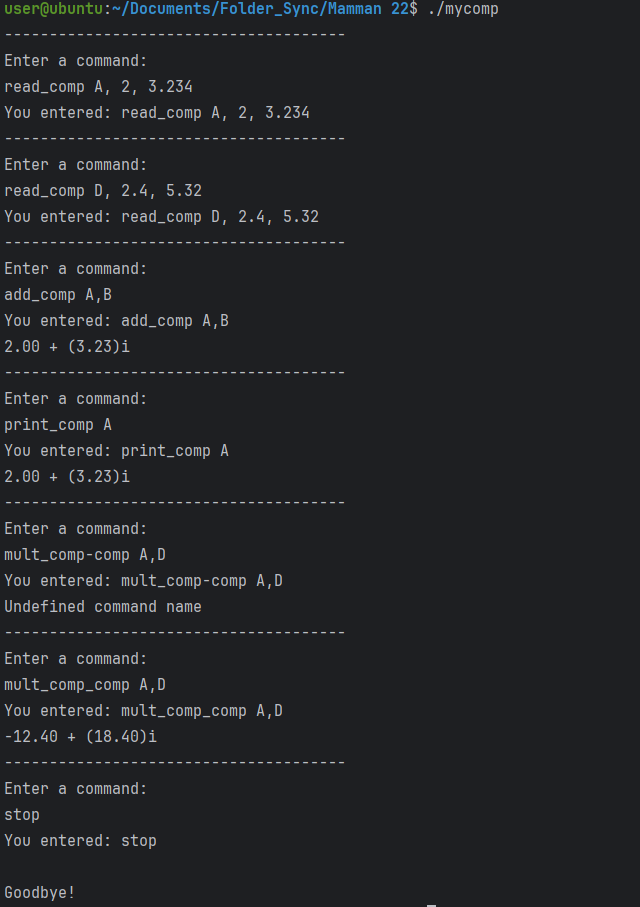 user@ubuntu:~/Documents/Folder_Sync/Mamman 22$ ./mycomp
--------------------------------------
Enter a command:
read_comp A, 2, 3.234
You entered: read_comp A, 2, 3.234
--------------------------------------
Enter a command:
read_comp D, 2.4, 5.32
You entered: read_comp D, 2.4, 5.32
--------------------------------------
Enter a command:
add_comp A,B
You entered: add_comp A,B
2.00 + (3.23)i
--------------------------------------
Enter a command:
print_comp A
You entered: print_comp A
2.00 + (3.23)i
--------------------------------------
Enter a command:
mult_comp-comp A,D
You entered: mult_comp-comp A,D
Undefined command name
--------------------------------------
Enter a command:
mult_comp_comp A,D
You entered: mult_comp_comp A,D
-12.40 + (18.40)i
--------------------------------------
Enter a command:
stop
You entered: stop

Goodbye!